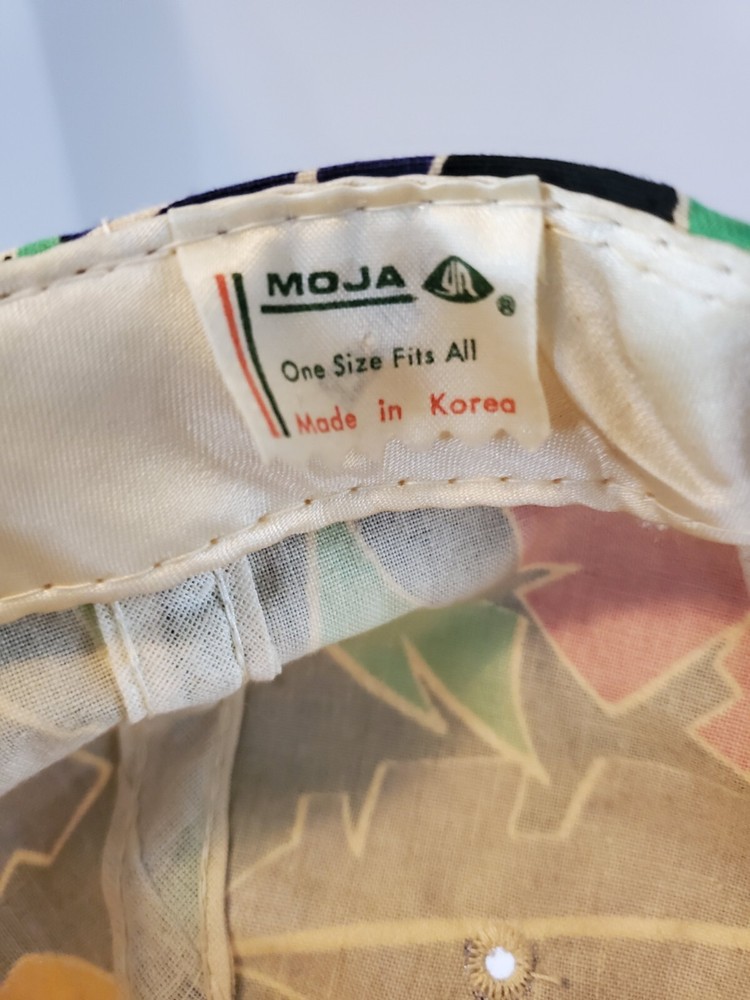 MOJA ®
One Size Fits All
Made in Korea